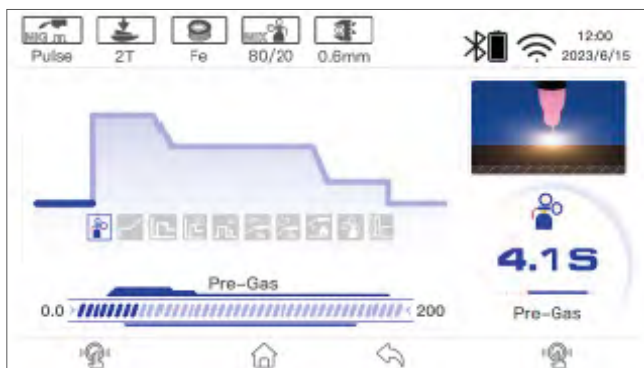 MIG m MIX
Pulse 2T Fe 80/20 0.6mm
12:00
2023/6/15
4.1S
Pre-Gas
Pre-Gas
0.0 200